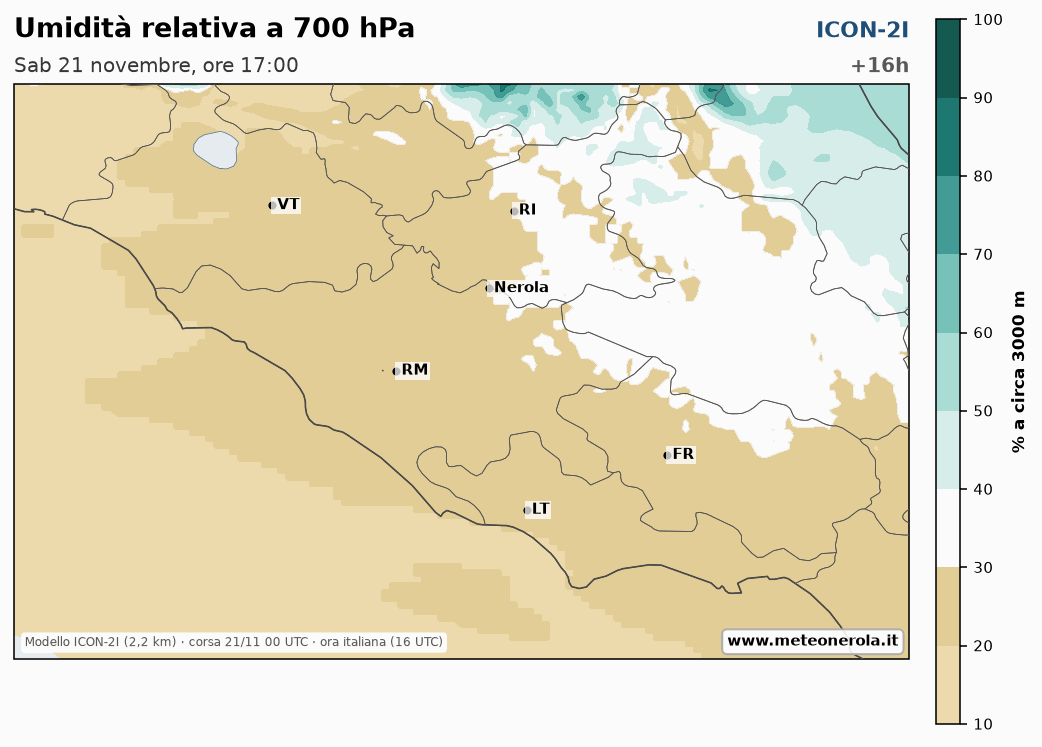 Umidità relativa a 700 hPa
ICON-2I
Sab 21 novembre, ore 17:00
+16h
VT
RI
Nerola
RM
FR
LT
Modello ICON-2I (2,2 km) · corsa 21/11 00 UTC · ora italiana (16 UTC)
www.meteonerola.it
100
90
80
70
60
50
40
30
20
10
% a circa 3000 m